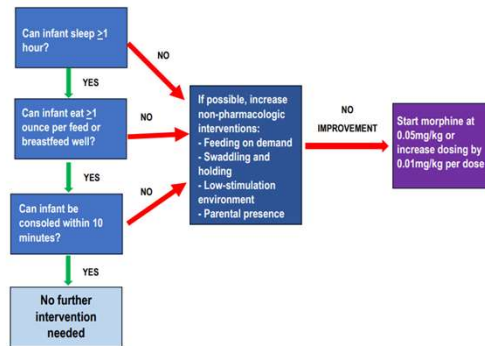 Can infant sleep >1
hour?
NO
YES
Can infant eat >1
ounce per feed or
breastfeed well?
NO
YES
Can infant be
consoled within 10
minutes?
NO
YES
No further
intervention
needed
If possible, increase
non-pharmacologic
interventions:
- Feeding on demand
- Swaddling and
holding
- Low-stimulation
environment
- Parental presence
NO
IMPROVEMENT
Start morphine at
0.05mg/kg or
increase dosing by
0.01mg/kg per dose